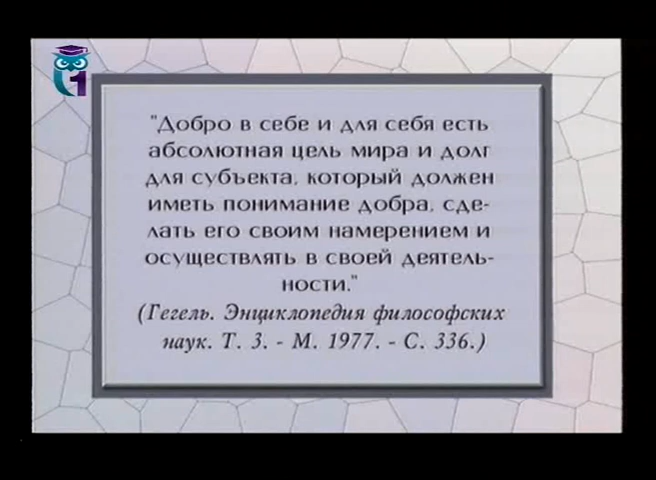 1
"Добро в себе и для себя есть
абсолютная цель мира и долг
для субъекта, который должен
иметь понимание добра, сде-
лать его своим намерением и
осуществлять в своей деятель-
ности."
(Гегель. Энциклопедия философских
наук. Т. 3. - М. 1977. - С. 336.)